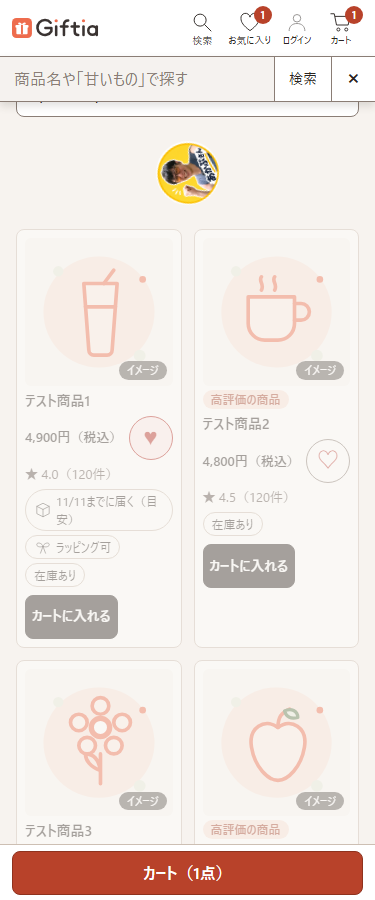 Giftia
1
1
検索
お気に入り
ログイン
カート
商品名や「甘いもの」で探す
検索
×
イメージ
イメージ
テスト商品1
4,900円（税込）
★ 4.0（120件）
11/11までに届く（目
安）
ラッピング可
在庫あり
カートに入れる
高評価の商品
テスト商品2
4,800円（税込）
★ 4.5（120件）
在庫あり
カートに入れる
イメージ
イメージ
テスト商品3
高評価の商品
カート（1点）